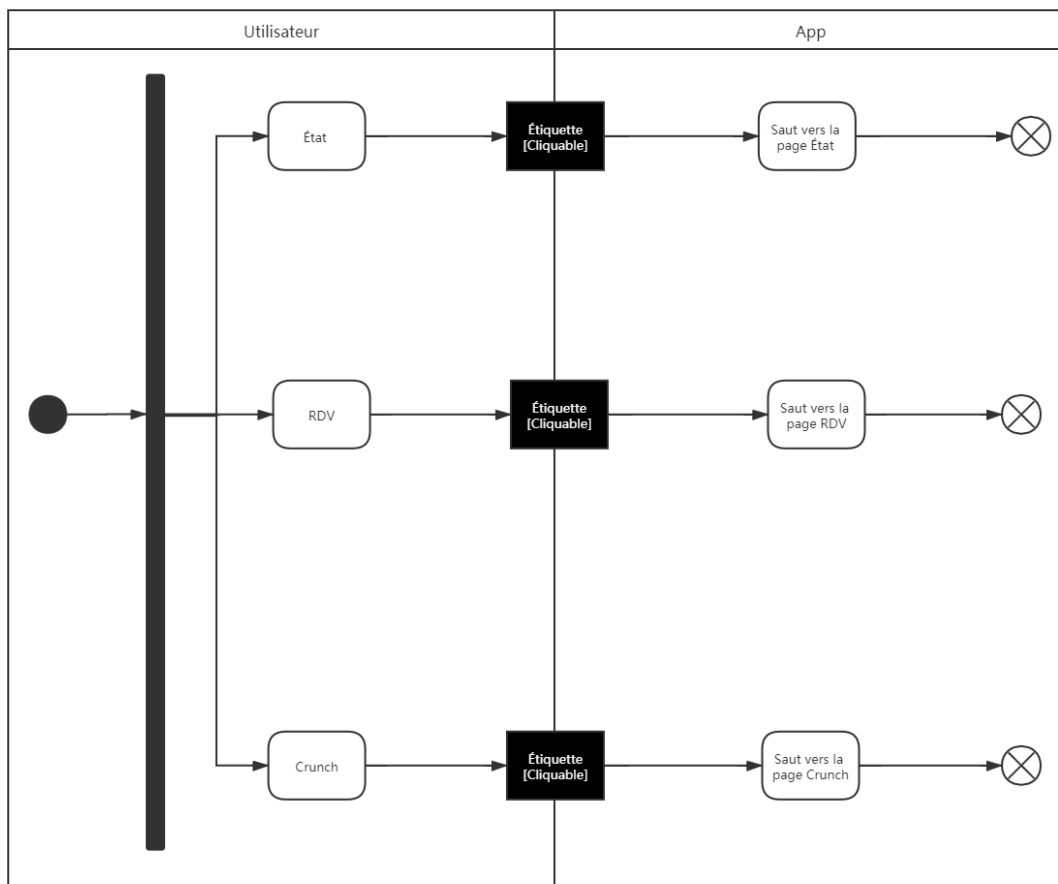 Utilisateur
App
État
Étiquette
[Cliquable]
Saut vers la
page État
RDV
Étiquette
[Cliquable]
Saut vers la
page RDV
Crunch
Étiquette
[Cliquable]
Saut vers la
page Crunch